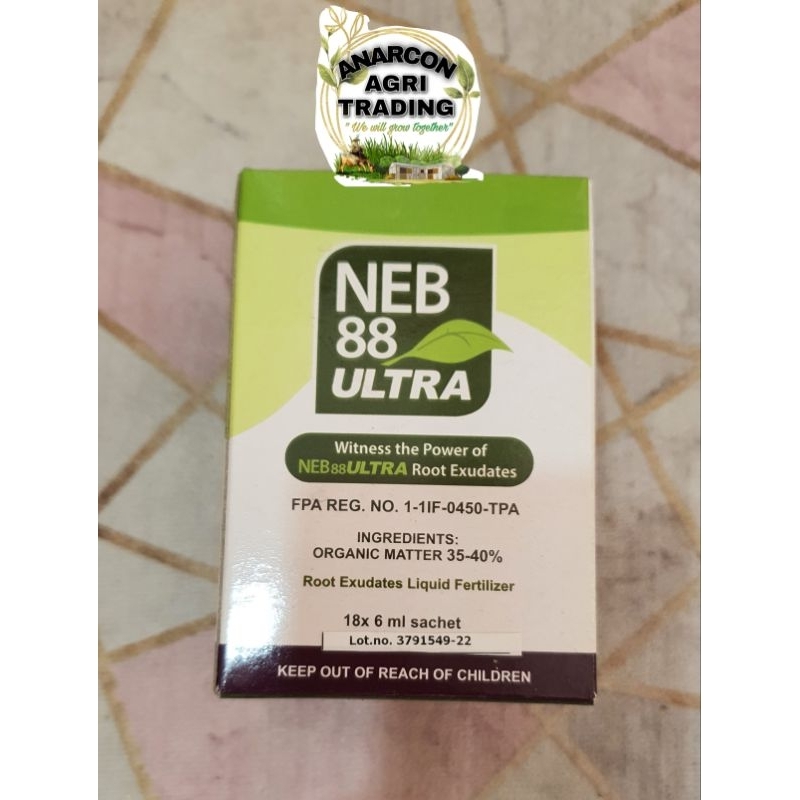 ANARCON
AGRI
TRADING
"We will grow together"
NEB
88
ULTRA
Witness the Power of
NEB88ULTRA Root Exudates
FPA REG. NO. 1-1IF-0450-TPA
INGREDIENTS:
ORGANIC MATTER 35-40%
Root Exudates Liquid Fertilizer
18x 6 ml sachet
Lot.no. 3791549-22
KEEP OUT OF REACH OF CHILDREN